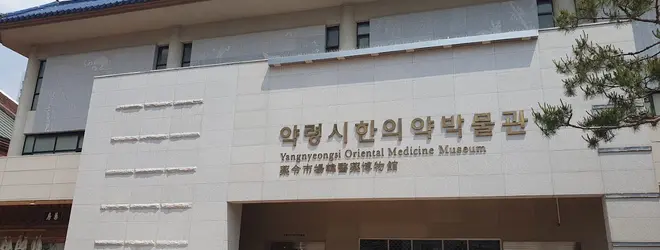 약령시한의약박물관
Yangnyeongsi Oriental Medicine Museum
藥令市場韓醫藥博物館